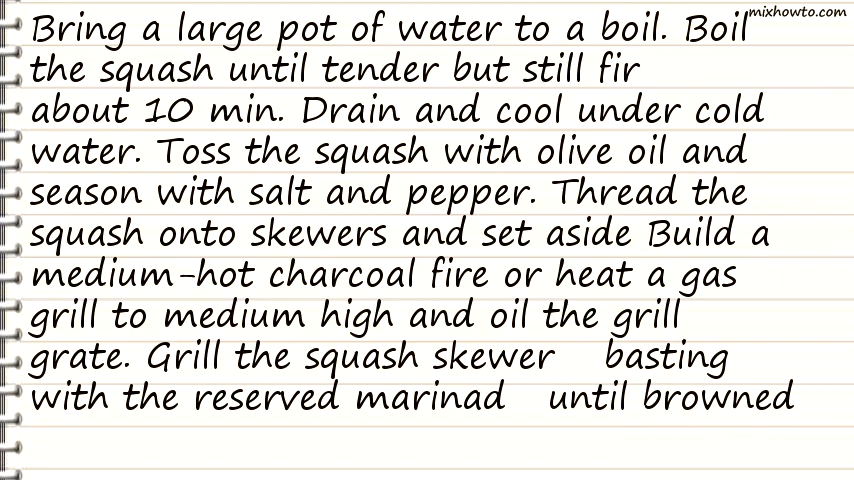 mixhowto.com
Bring a large pot of water to a boil. Boil
the squash until tender but still fir
about 10 min. Drain and cool under cold
water. Toss the squash with olive oil and
season with salt and pepper. Thread the
squash onto skewers and set aside Build a
medium-hot charcoal fire or heat a gas
grill to medium high and oil the grill
grate. Grill the squash skewer basting
with the reserved marinad until browned